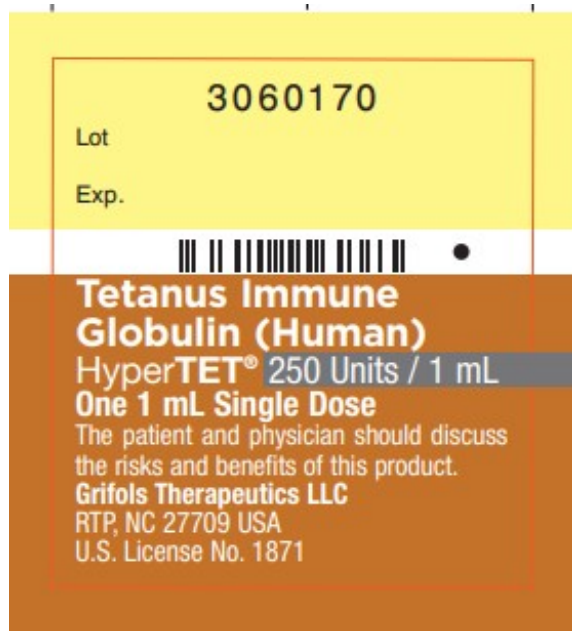 3060170
Lot
Exp.
Tetanus Immune
Globulin (Human)
HyperTET® 250 Units / 1 mL
One 1 mL Single Dose
The patient and physician should discuss
the risks and benefits of this product.
Grifols Therapeutics LLC
RTP, NC 27709 USA
U.S. License No. 1871